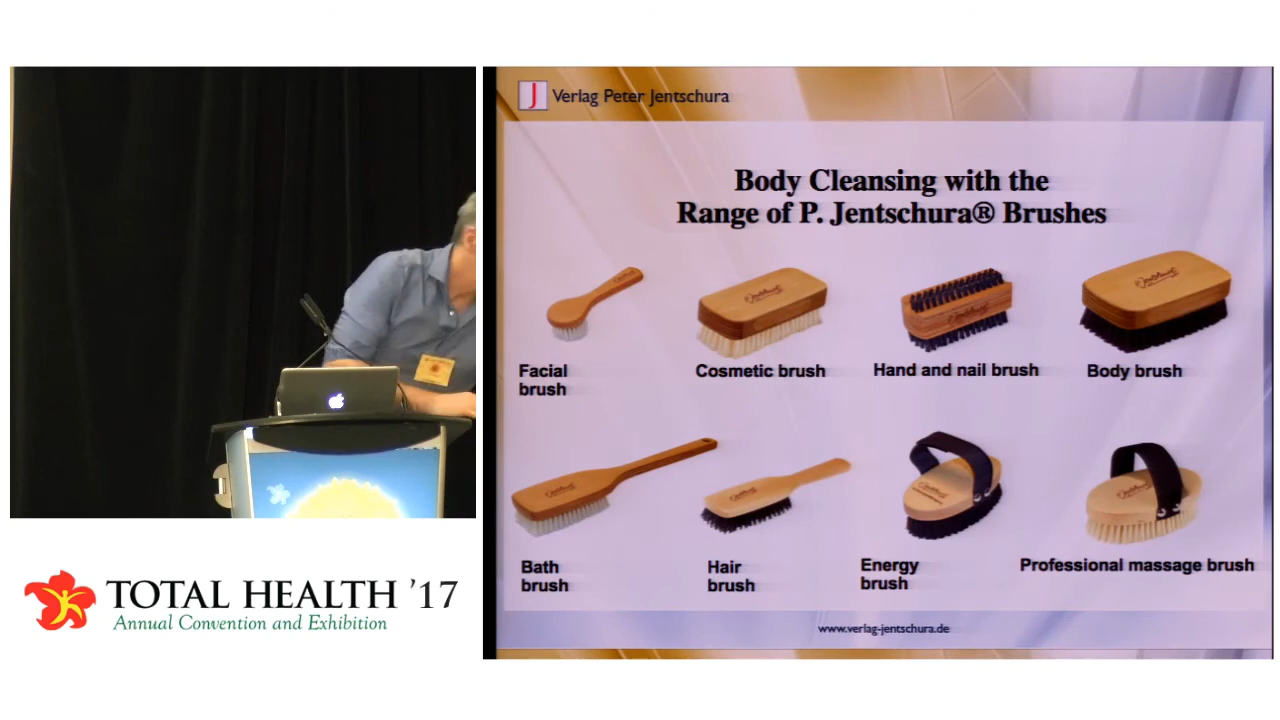 J Verlag Peter Jentschura
Body Cleansing with the
Range of P. Jentschura® Brushes
Facial
brush
Cosmetic brush
Hand and nail brush
Body brush
Bath
brush
Hair
brush
Energy
brush
Professional massage brush
www.verlag-jentschura.de
TOTAL HEALTH '17
Annual Convention and Exhibition